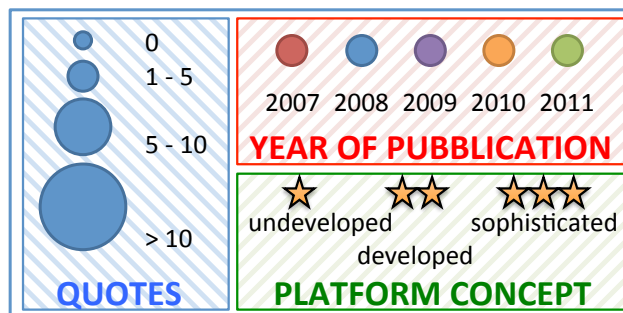 0
1 - 5
5 - 10
> 10
QUOTES
2007 2008 2009 2010 2011
YEAR OF PUBBLICATION
undeveloped sophisticated
developed
PLATFORM CONCEPT